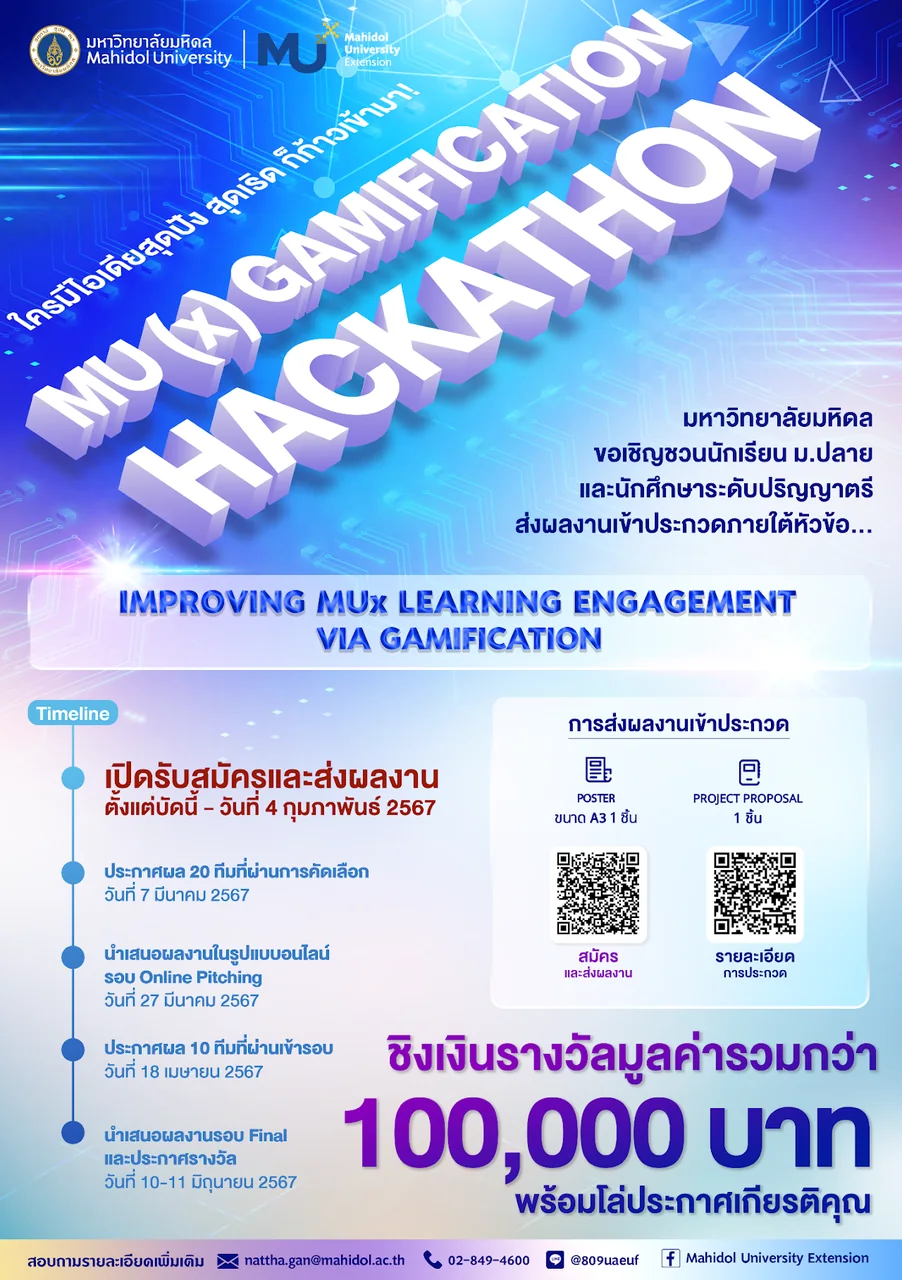 มหาวิทยาลัยมหิดล
Mahidol University
MUx
Mahidol
University
Extension
ใครมีไอเดียสุดปัง สุดเริด ก็ก้าวเข้ามา!
MU (x) GAMIFICATION
HACKATHON
มหาวิทยาลัยมหิดล
ขอเชิญชวนนักเรียน ม.ปลาย
และนักศึกษาระดับปริญญาตรี
ส่งผลงานเข้าประกวดภายใต้หัวข้อ...
IMPROVING MUx LEARNING ENGAGEMENT
VIA GAMIFICATION
Timeline
เปิดรับสมัครและส่งผลงาน
ตั้งแต่บัดนี้ - วันที่ 4 กุมภาพันธ์ 2567
ประกาศผล 20 ทีมที่ผ่านการคัดเลือก
วันที่ 7 มีนาคม 2567
นำเสนอผลงานในรูปแบบออนไลน์
รอบ Online Pitching
วันที่ 27 มีนาคม 2567
ประกาศผล 10 ทีมที่ผ่านเข้ารอบ
วันที่ 18 เมษายน 2567
นำเสนอผลงานรอบ Final
และประกาศรางวัล
วันที่ 10-11 มิถุนายน 2567
การส่งผลงานเข้าประกวด
POSTER
ขนาด A3 1 ชิ้น
PROJECT PROPOSAL
1 ชิ้น
สมัคร
และส่งผลงาน
รายละเอียด
การประกวด
ชิงเงินรางวัลมูลค่ารวมกว่า
100,000 บาท
พร้อมโล่ประกาศเกียรติคุณ
สอบถามรายละเอียดเพิ่มเติม nattha.gan@mahidol.ac.th 02-849-4600 @809uaeuf Mahidol University Extension